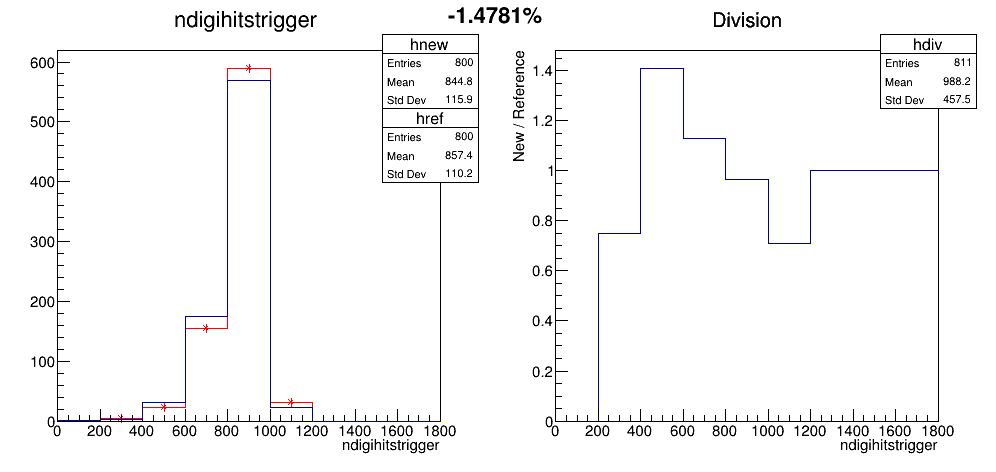 -1.4781%
ndigihitstrigger
hnew
Entries 800
Mean 844.8
Std Dev 115.9
href
Entries 800
Mean 857.4
Std Dev 110.2
600
500
400
300
200
100
0
0 200 400 600 800 1000 1200 1400 1600 1800
ndigihitstrigger
Division
hdiv
Entries 811
Mean 988.2
Std Dev 457.5
New / Reference
1.4
1.2
1
0.8
0.6
0.4
0.2
0
0 200 400 600 800 1000 1200 1400 1600 1800
ndigihitstrigger